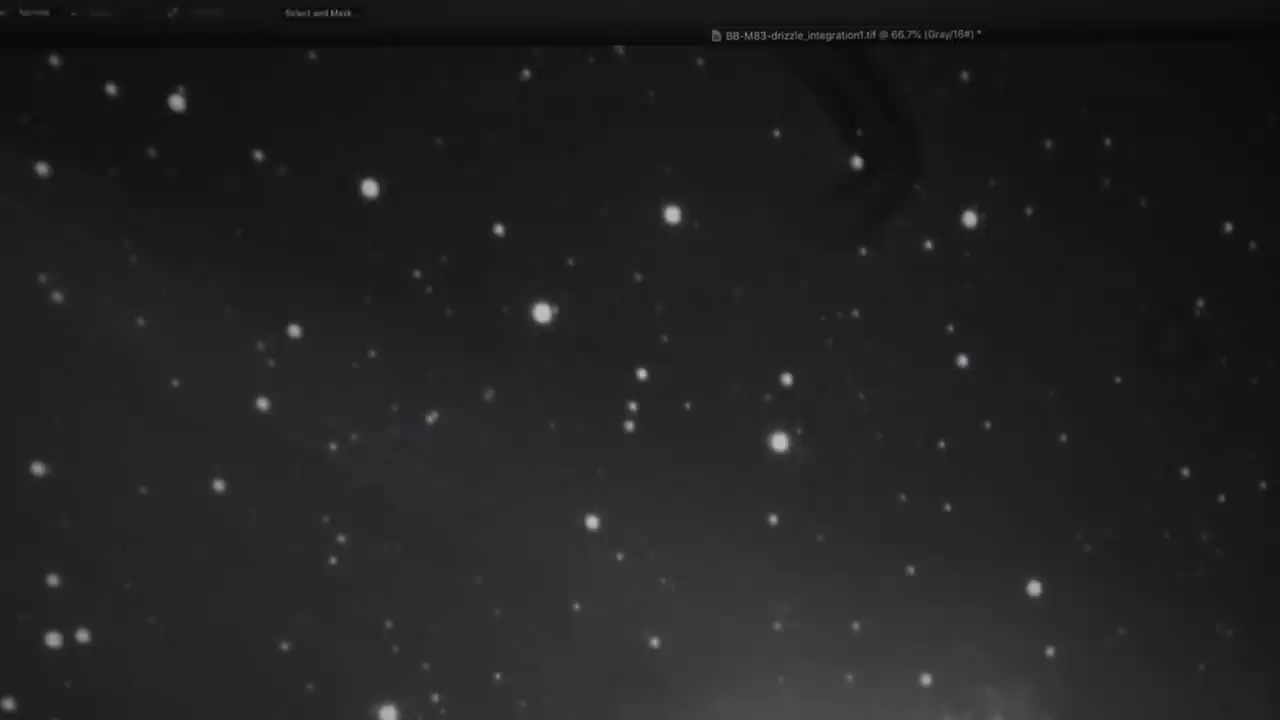 Select and Mask...
BB-M83-drizzle_integration1.tif @ 66.7% (Gray/16#) *